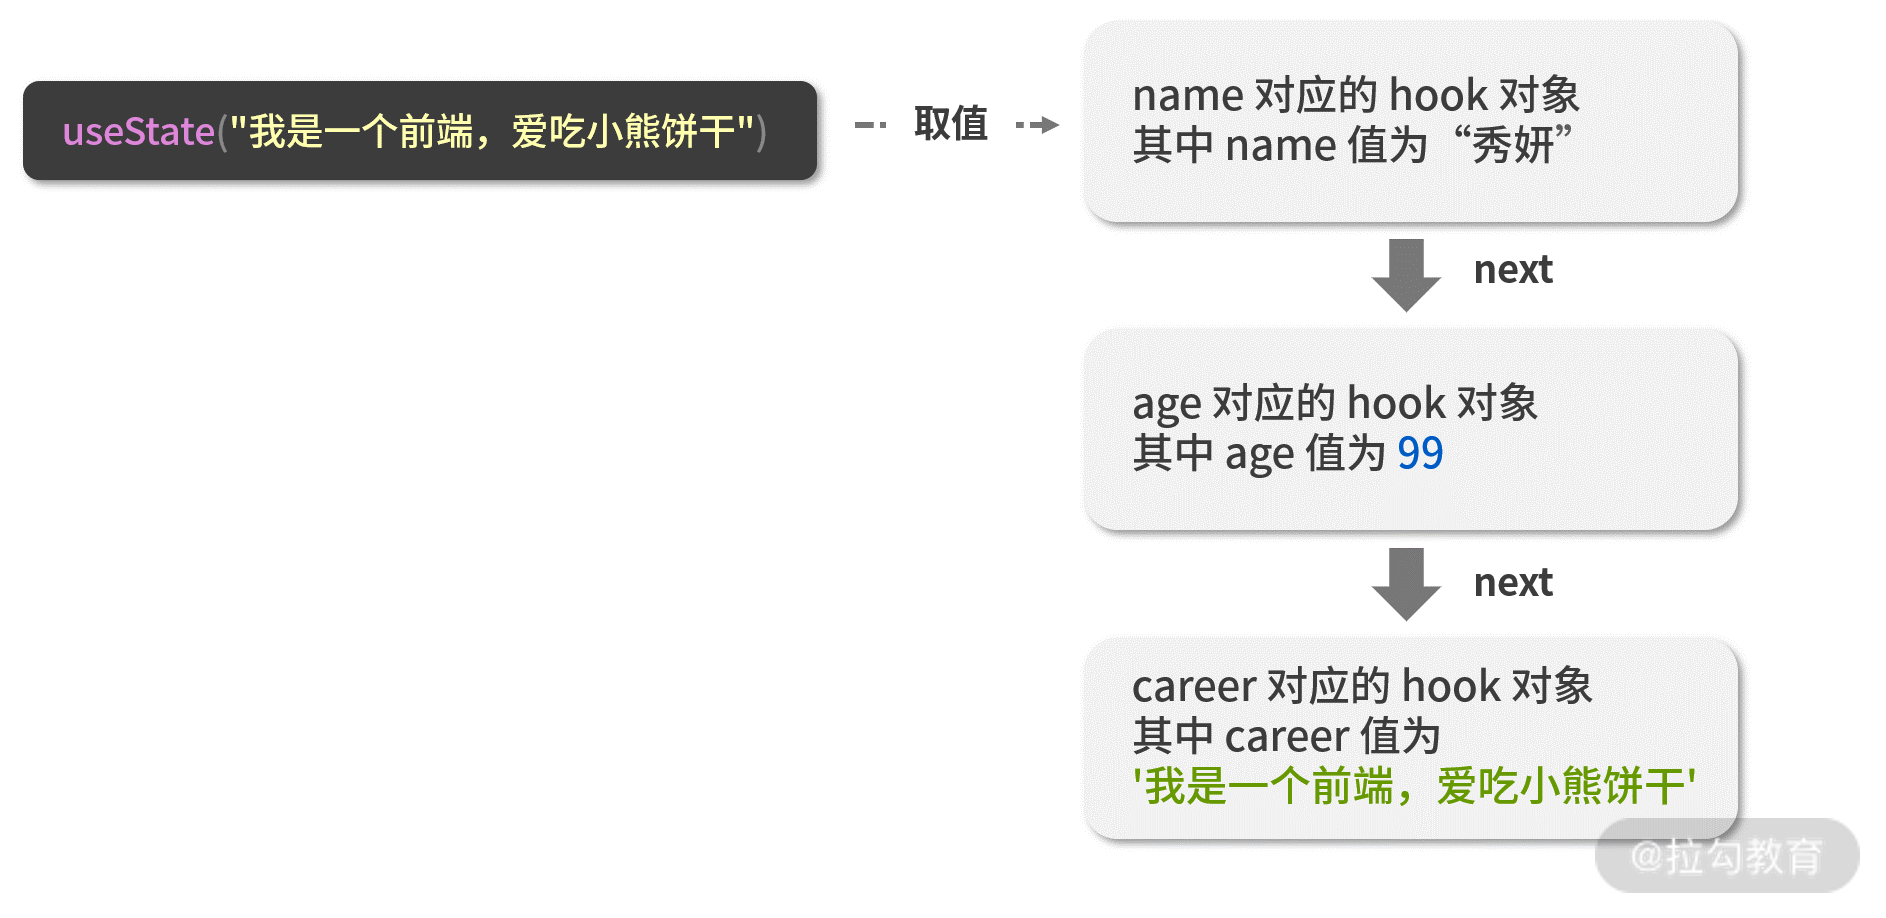 useState("我是一个前端，爱吃小熊饼干")
取值
name 对应的 hook 对象
其中 name 值为“秀妍”
next
age 对应的 hook 对象
其中 age 值为 99
next
career 对应的 hook 对象
其中 career 值为
'我是一个前端，爱吃小熊饼干'
@拉勾教育